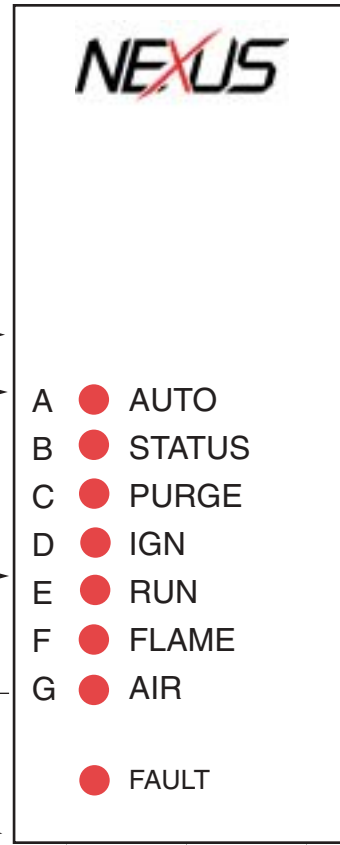 NEXUS
A AUTO
B STATUS
C PURGE
D IGN
E RUN
F FLAME
G AIR
FAULT